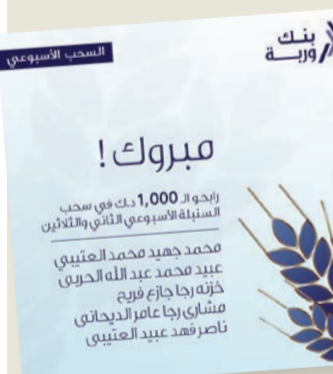 بنك
وربة
السحب الأسبوعي
مبروك!
رابحو الـ 1,000 د.ك في سحب
السنبلة الأسبوعي الثاني والثلاثين
محمد جهيد محمد العتيبي
عبيد محمد عبد الله الحربي
خزنه رجا جازع فريح
مشاري رجا عامر الديحاني
ناصر فهد عبيد العتيبي